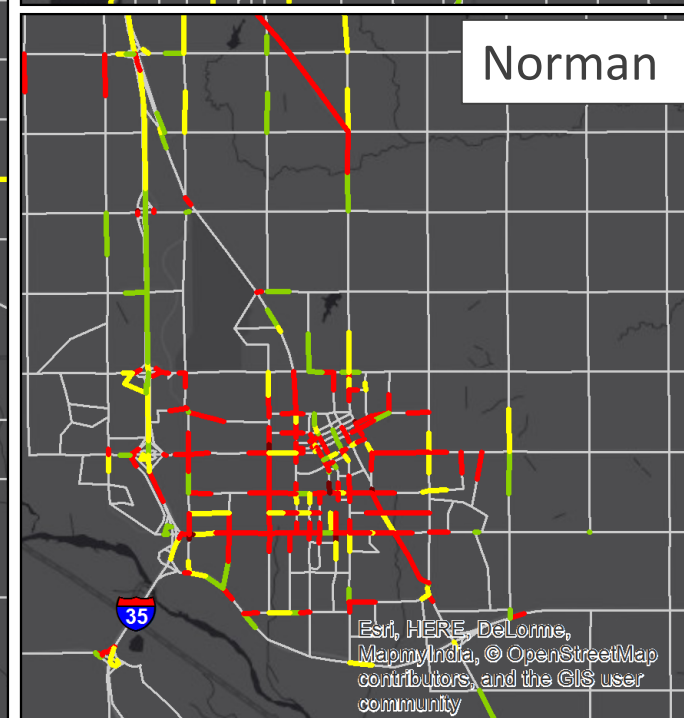 Norman
35
Esri, HERE, DeLorme,
MapmyIndia, © OpenStreetMap
contributors, and the GIS user
community